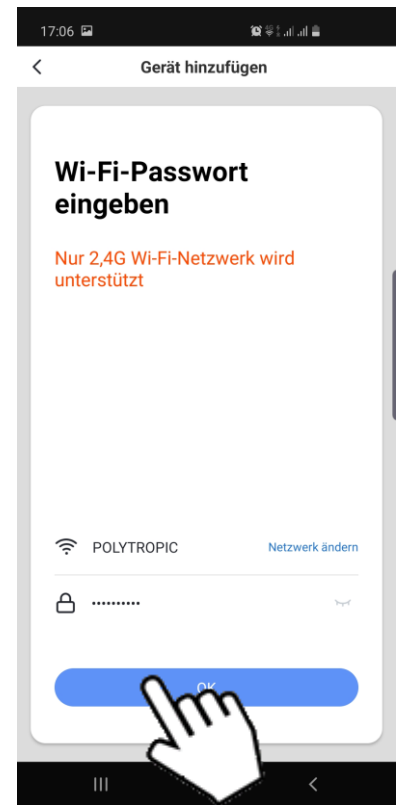 17:06
Gerät hinzufügen
Wi-Fi-Passwort
eingeben
Nur 2,4G Wi-Fi-Netzwerk wird
unterstützt
POLYTROPIC Netzwerk ändern
••••••••••
OK